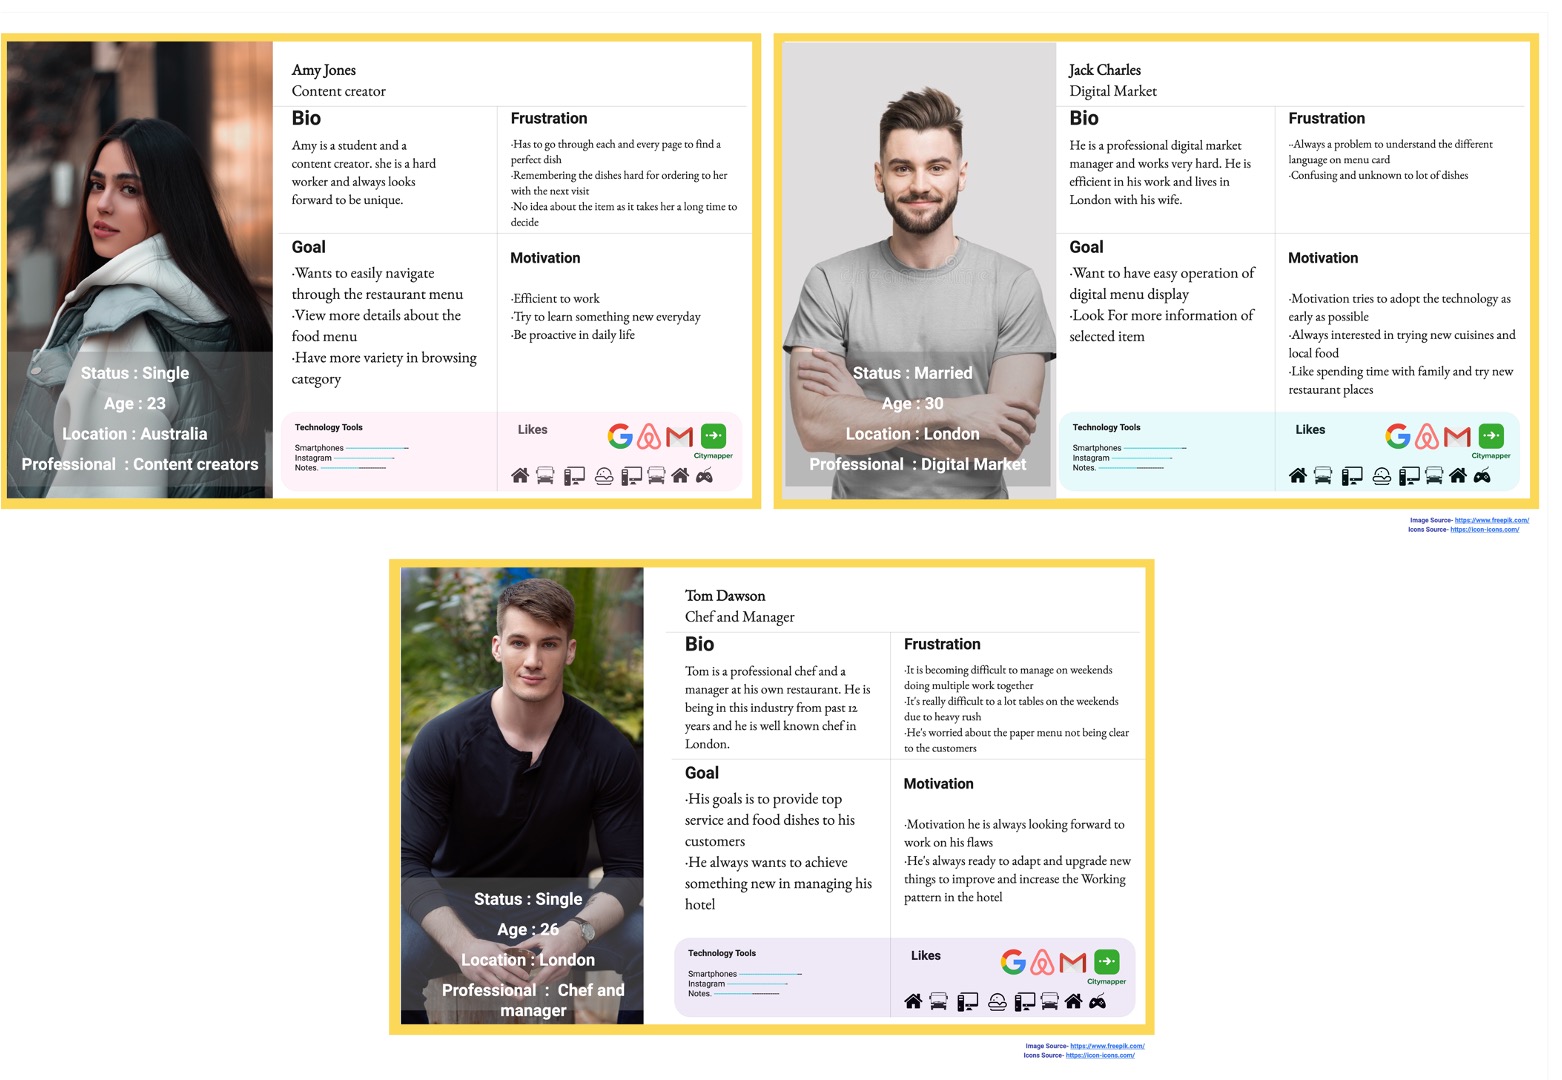 Amy Jones
Content creator
Bio
Amy is a student and a
content creator. she is a hard
worker and always looks
forward to be unique.
Frustration
·Has to go through each and every page to find a
perfect dish
·Remembering the dishes hard for ordering to her
with the next visit
·No idea about the item as it takes her a long time to
decide
Goal
·Wants to easily navigate
through the restaurant menu
·View more details about the
food menu
·Have more variety in browsing
category
Motivation
·Efficient to work
·Try to learn something new everyday
·Be proactive in daily life
Status : Single
Age : 23
Location : Australia
Professional : Content creators
Technology Tools
Smartphones
Instagram
Notes.
Likes
Citymapper
Jack Charles
Digital Market
Bio
He is a professional digital market
manager and works very hard. He is
efficient in his work and lives in
London with his wife.
Frustration
··Always a problem to understand the different
language on menu card
·Confusing and unknown to lot of dishes
Goal
·Want to have easy operation of
digital menu display
·Look For more information of
selected item
Motivation
·Motivation tries to adopt the technology as
early as possible
·Always interested in trying new cuisines and
local food
·Like spending time with family and try new
restaurant places
Status : Married
Age : 30
Location : London
Professional : Digital Market
Technology Tools
Smartphones
Instagram
Notes.
Likes
Citymapper
Image Source- https://www.freepik.com/
Icons Source- https://icon-icons.com/
Tom Dawson
Chef and Manager
Bio
Tom is a professional chef and a
manager at his own restaurant. He is
being in this industry from past 12
years and he is well known chef in
London.
Frustration
·It is becoming difficult to manage on weekends
doing multiple work together
·It's really difficult to a lot tables on the weekends
due to heavy rush
·He's worried about the paper menu not being clear
to the customers
Goal
·His goals is to provide top
service and food dishes to his
customers
·He always wants to achieve
something new in managing his
hotel
Motivation
·Motivation he is always looking forward to
work on his flaws
·He's always ready to adapt and upgrade new
things to improve and increase the Working
pattern in the hotel
Status : Single
Age : 26
Location : London
Professional : Chef and
manager
Technology Tools
Smartphones
Instagram
Notes.
Likes
Citymapper
Image Source- https://www.freepik.com/
Icons Source- https://icon-icons.com/